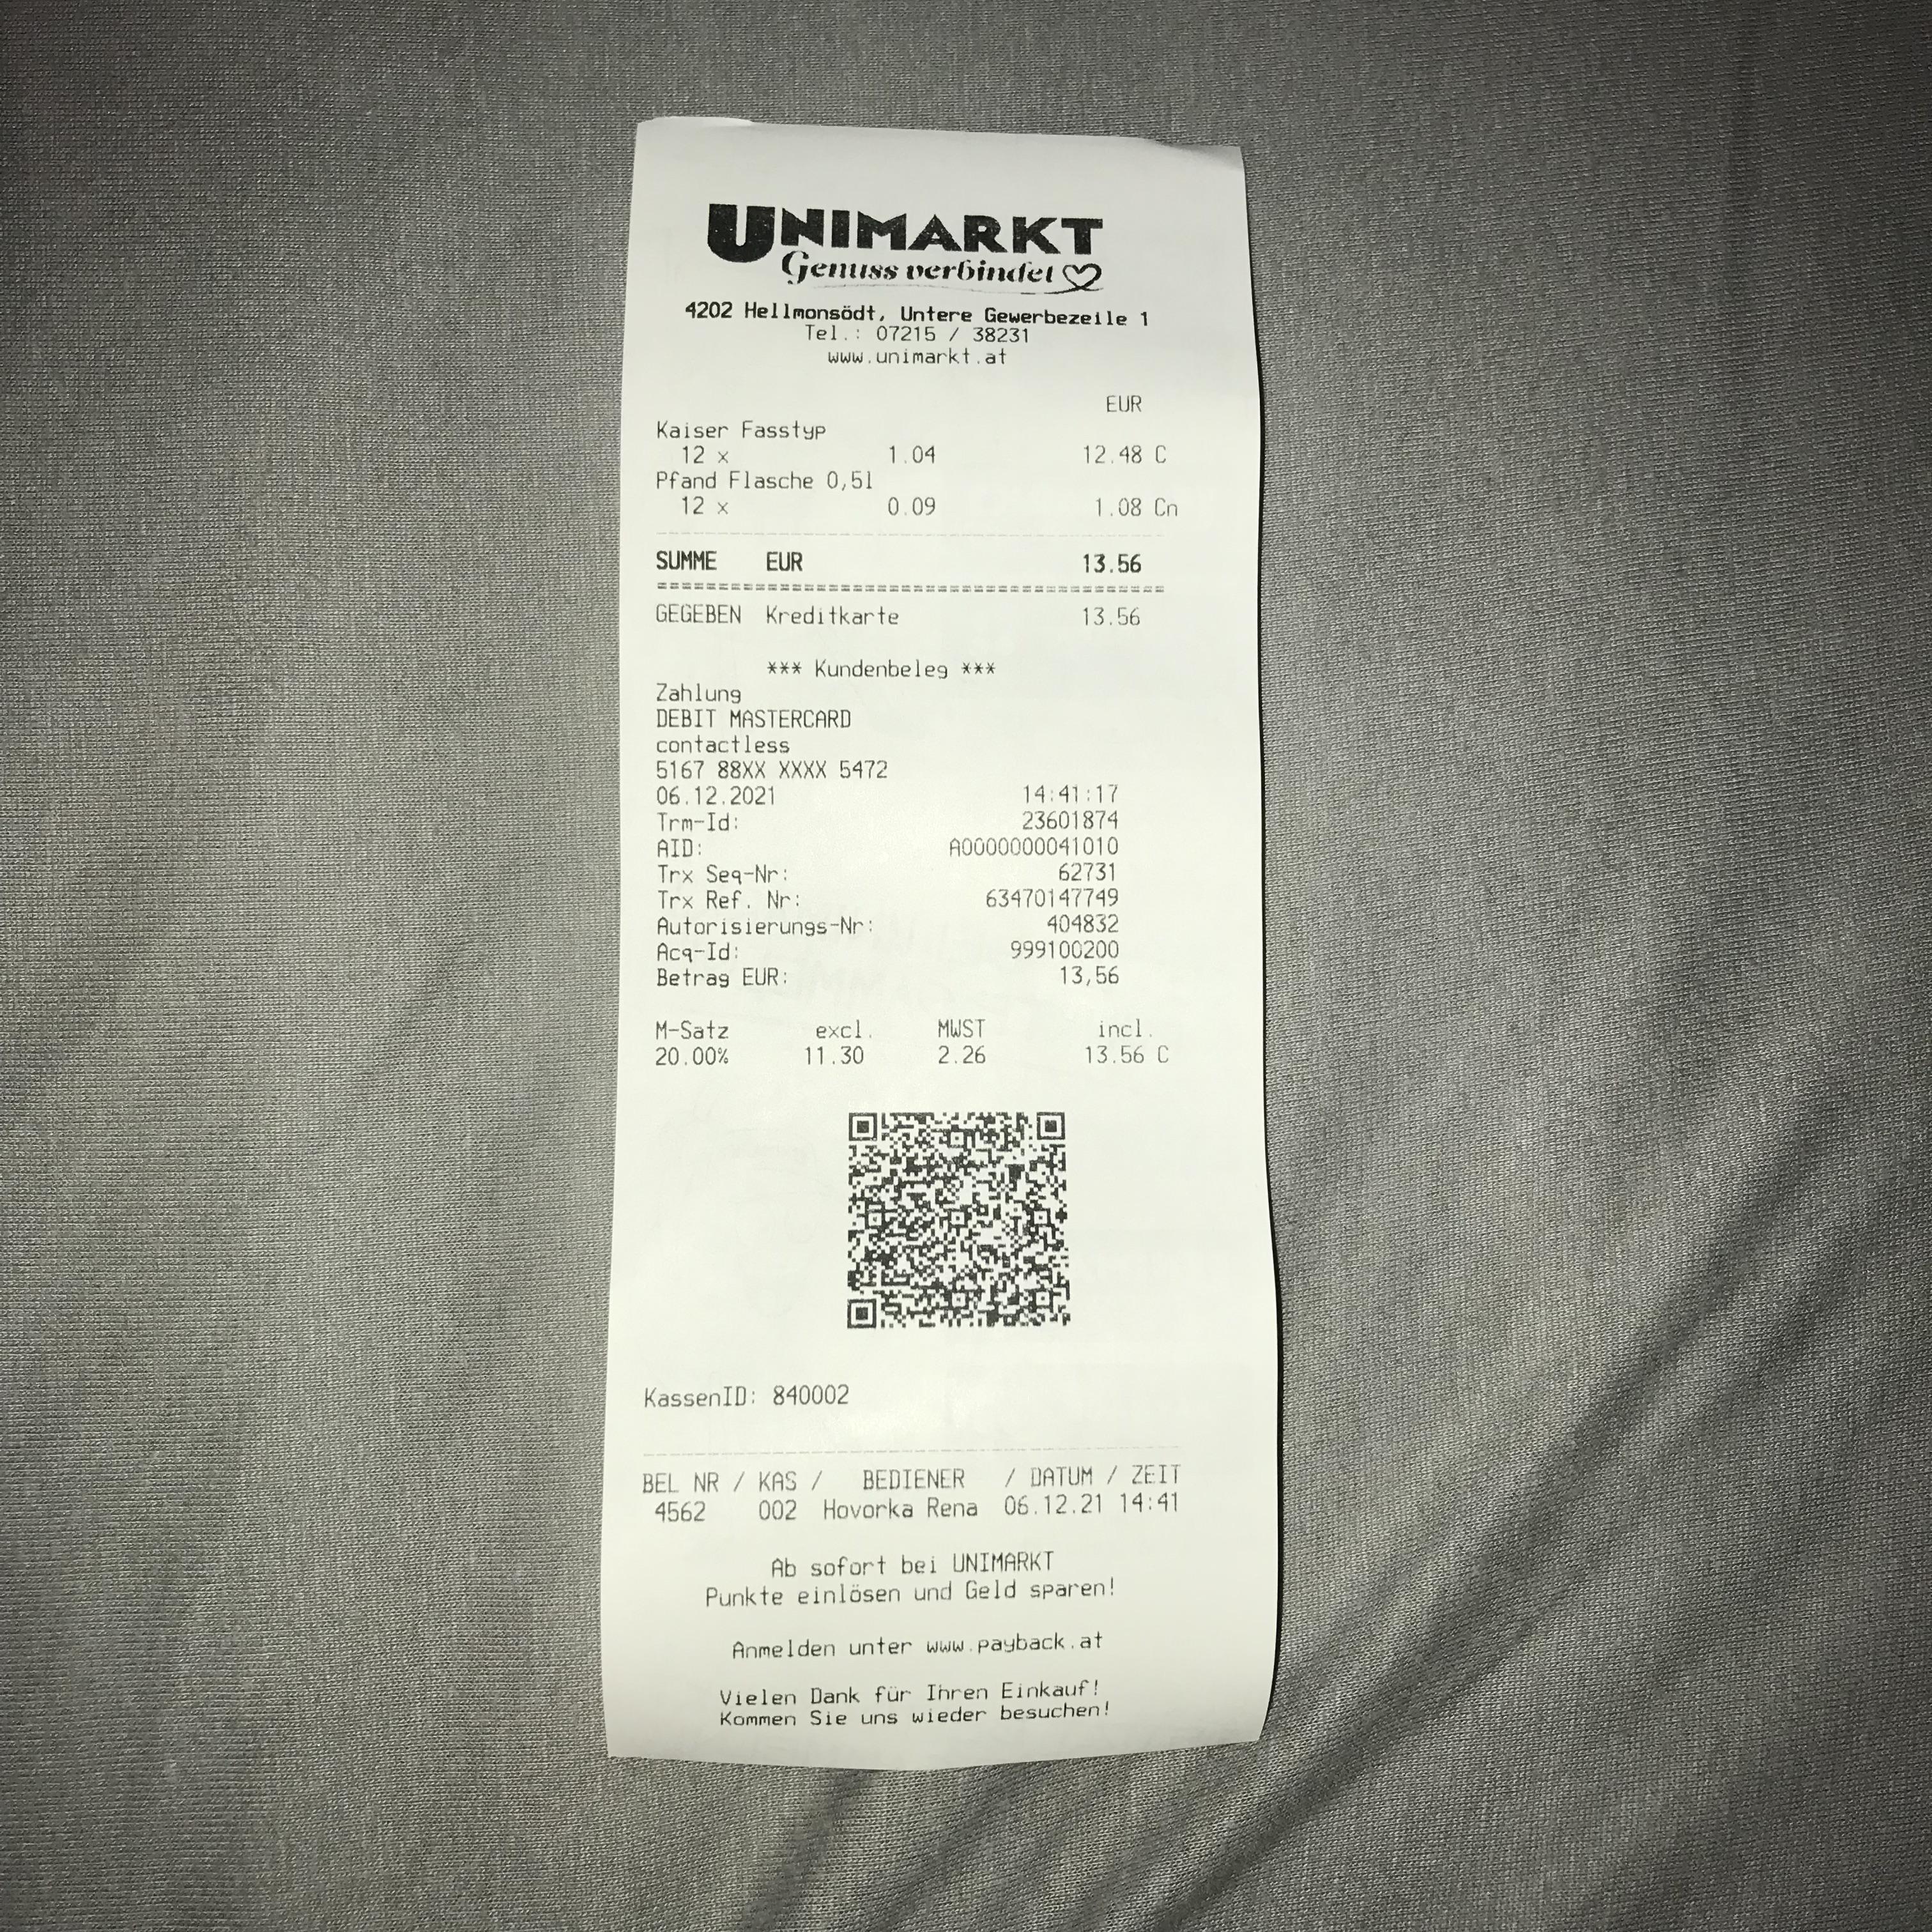 UNIMARKT
Genuss verbindet
4202 Hellmonsödt, Untere Gewerbezeile 1
Tel.: 07215 / 38231
www.unimarkt.at
EUR
Kaiser Fasstyp
12 x 1.04 12.48 C
Pfand Flasche 0,5l
12 x 0.09 1.08 Cn
SUMME EUR 13.56
GEGEBEN Kreditkarte 13.56
*** Kundenbeleg ***
Zahlung
DEBIT MASTERCARD
contactless
5167 88XX XXXX 5472
06.12.2021 14:41:17
Trm-Id: 23601874
AID: A0000000041010
Trx Seq-Nr: 62731
Trx Ref. Nr: 63470147749
Autorisierungs-Nr: 404832
Acq-Id: 999100200
Betrag EUR: 13,56
M-Satz excl. MWST incl.
20.00% 11.30 2.26 13.56 C
KassenID: 840002
BEL NR / KAS / BEDIENER / DATUM / ZEIT
4562 002 Hovorka Rena 06.12.21 14:41
Ab sofort bei UNIMARKT
Punkte einlösen und Geld sparen!
Anmelden unter www.payback.at
Vielen Dank für Ihren Einkauf!
Kommen Sie uns wieder besuchen!